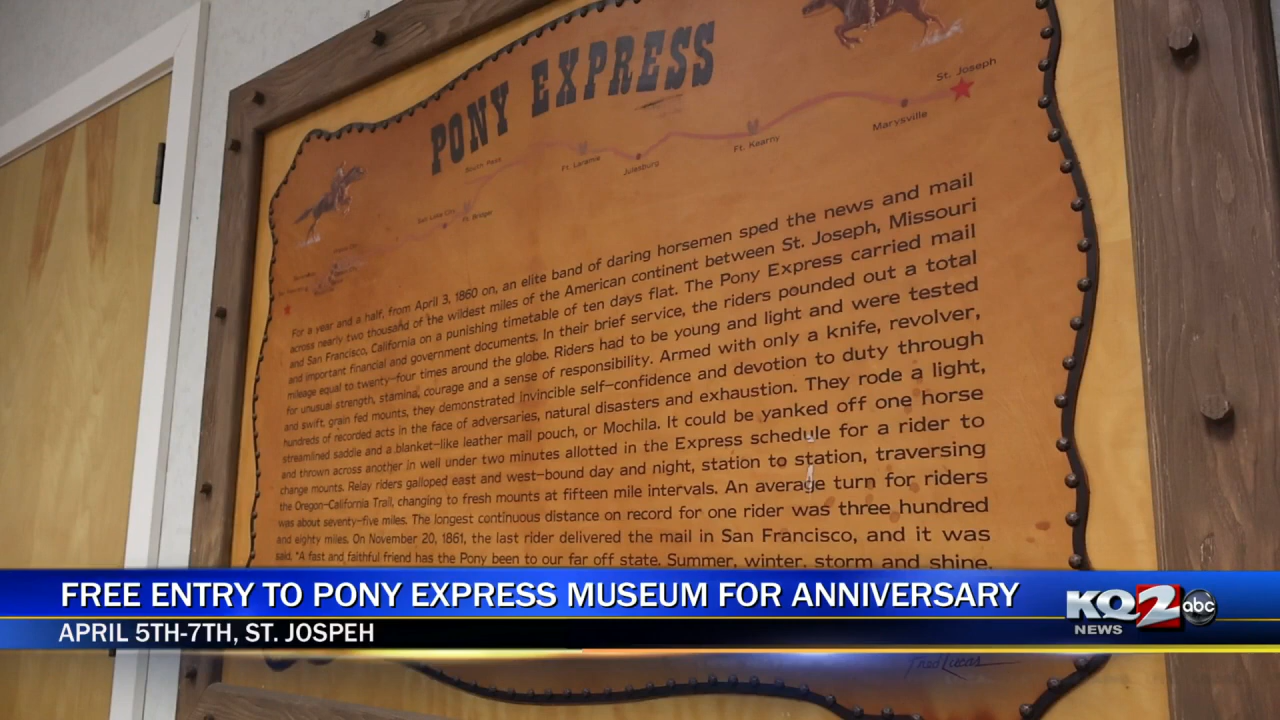 PONY EXPRESS
St. Joseph
Marysville
Ft. Kearny
Julesburg
Ft. Laramie
South Pass
Ft. Bridger
Salt Lake City
For a year and a half, from April 3, 1860 on, an elite band of daring horsemen sped the news and mail
across nearly two thousand of the wildest miles of the American continent between St. Joseph, Missouri
and San Francisco, California on a punishing timetable of ten days flat. The Pony Express carried mail
and important financial and government documents. In their brief service, the riders pounded out a total
mileage equal to twenty-four times around the globe. Riders had to be young and light and were tested
for unusual strength, stamina, courage and a sense of responsibility. Armed with only a knife, revolver,
and swift, grain fed mounts, they demonstrated invincible self-confidence and devotion to duty through
hundreds of recorded acts in the face of adversaries, natural disasters and exhaustion. They rode a light,
streamlined saddle and a blanket-like leather mail pouch, or Mochila. It could be yanked off one horse
and thrown across another in well under two minutes allotted in the Express schedule for a rider to
change mounts. Relay riders galloped east and west-bound day and night, station to station, traversing
the Oregon-California Trail, changing to fresh mounts at fifteen mile intervals. An average turn for riders
was about seventy-five miles. The longest continuous distance on record for one rider was three hundred
and eighty miles. On November 20, 1861, the last rider delivered the mail in San Francisco, and it was
said, "A fast and faithful friend has the Pony been to our far off state. Summer, winter, storm and shine,
FREE ENTRY TO PONY EXPRESS MUSEUM FOR ANNIVERSARY
APRIL 5TH-7TH, ST. JOSPEH
KQ2 abc
NEWS
Fred Lucas